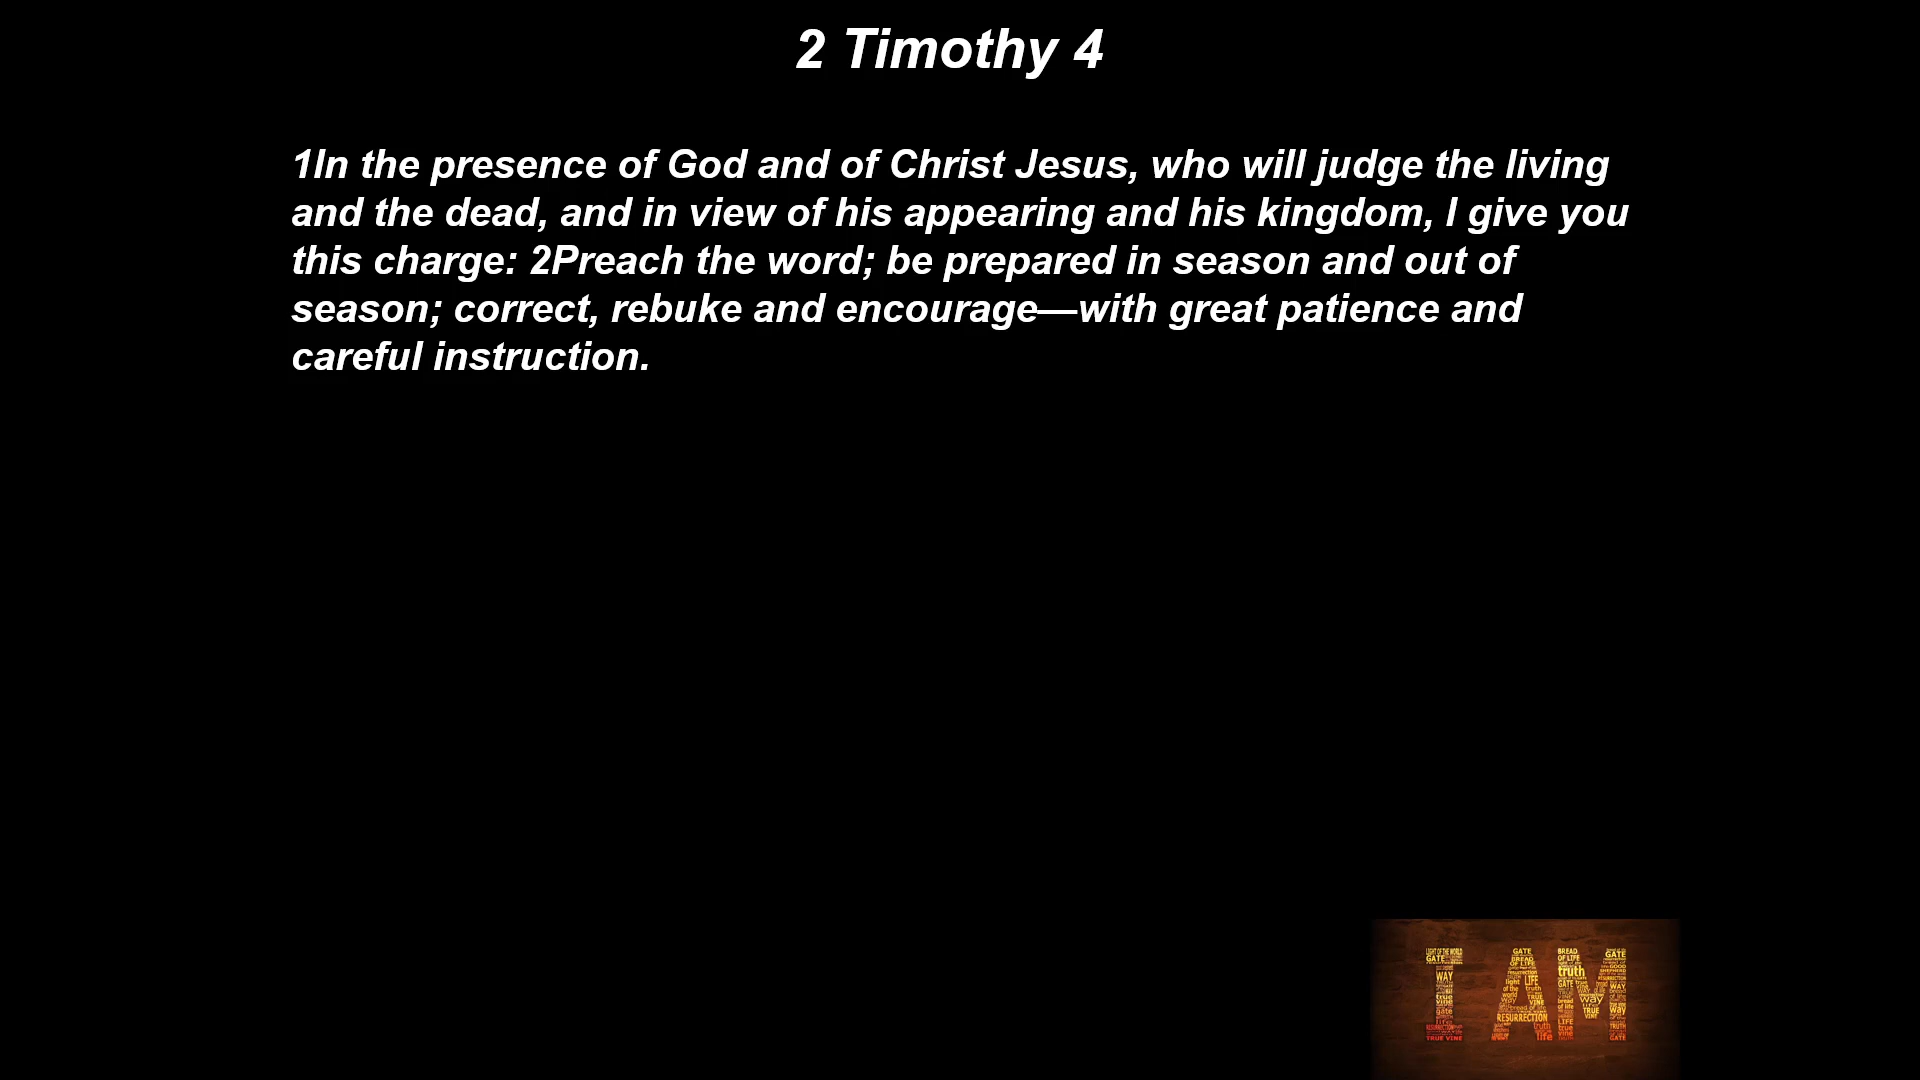 2 Timothy 4
1In the presence of God and of Christ Jesus, who will judge the living
and the dead, and in view of his appearing and his kingdom, I give you
this charge: 2Preach the word; be prepared in season and out of
season; correct, rebuke and encourage—with great patience and
careful instruction.
I AM